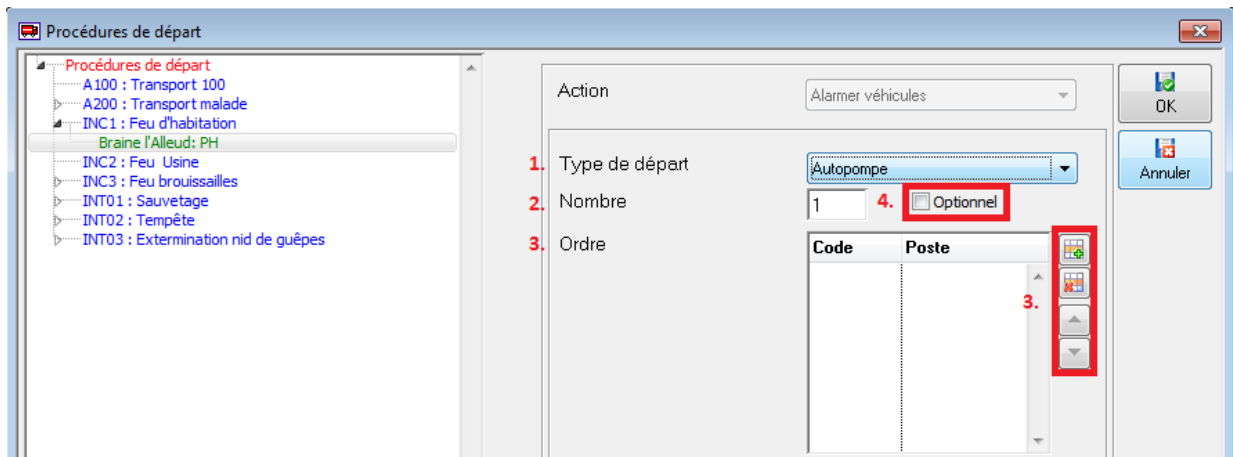 Procédures de départ
Procédures de départ
A100 : Transport 100
A200 : Transport malade
INC1 : Feu d'habitation
Braine l'Alleud: PH
INC2 : Feu Usine
INC3 : Feu brouissailles
INT01 : Sauvetage
INT02 : Tempête
INT03 : Extermination nid de guêpes
Action Alarmer véhicules
1. Type de départ Autopompe
2. Nombre 1 4. Optionnel
3. Ordre Code Poste
3.
OK
Annuler